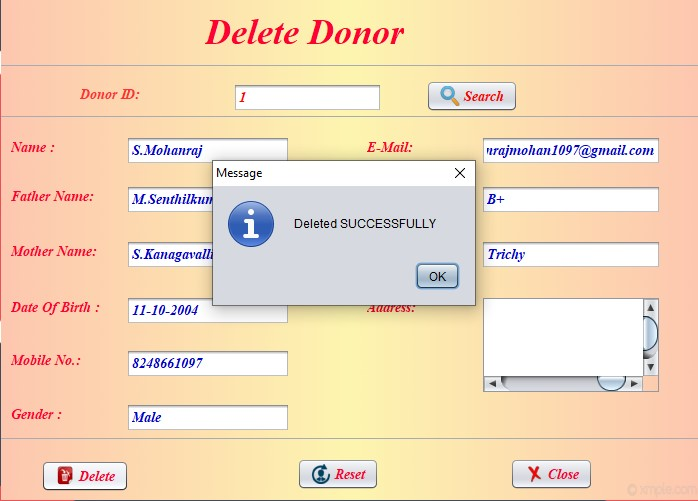 Delete Donor
Donor ID:
1
Search
Name :
S.Mohanraj
E-Mail:
nrajmohan1097@gmail.com
Message
Father Name:
M.Senthilkum
B+
Deleted SUCCESSFULLY
Mother Name:
S.Kanagavalli
Trichy
OK
Date Of Birth :
11-10-2004
Address:
Mobile No.:
8248661097
Gender :
Male
Delete
Reset
Close